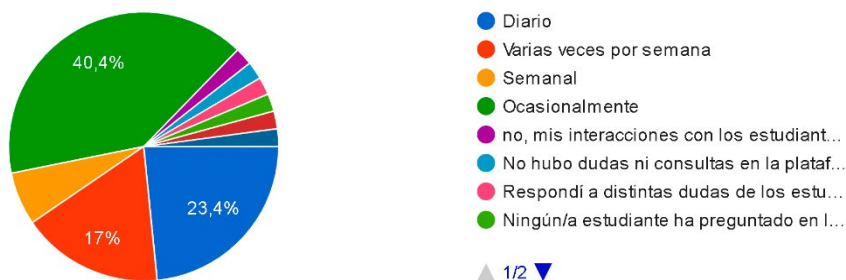 40,4%
17%
23,4%
Diario
Varias veces por semana
Semanal
Ocasionalmente
no, mis interacciones con los estudiant...
No hubo dudas ni consultas en la plataf...
Respondí a distintas dudas de los estu...
Ningún/a estudiante ha preguntado en l...
1/2